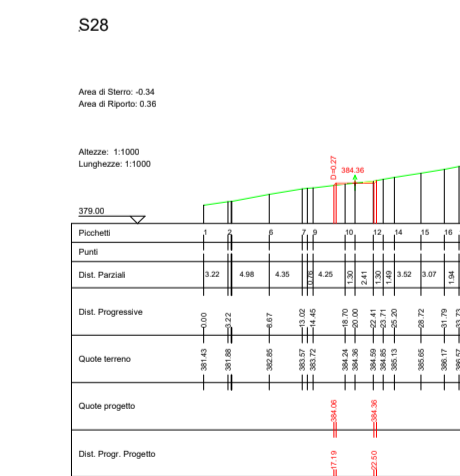 S28
Area di Sterro: -0.34
Area di Riporto: 0.36
Altezze: 1:1000
Lunghezze: 1:1000
D=0.27
384.36
379.00
Picchetti 1 2 6 7 9 10 12 14 15 16
Punti
Dist. Parziali 3.22 4.98 4.35 0.76 4.25 1.30 2.41 1.30 1.49 3.52 3.07 1.94
Dist. Progressive 0.00 3.22 8.67 13.02 14.45 18.70 20.00 22.41 23.71 25.20 28.72 31.79 33.73
Quote terreno 381.43 381.88 382.85 383.57 383.72 384.24 384.36 384.59 384.85 385.13 385.65 386.17 386.57
Quote progetto 384.06 384.36
Dist. Progr. Progetto 17.19 22.50